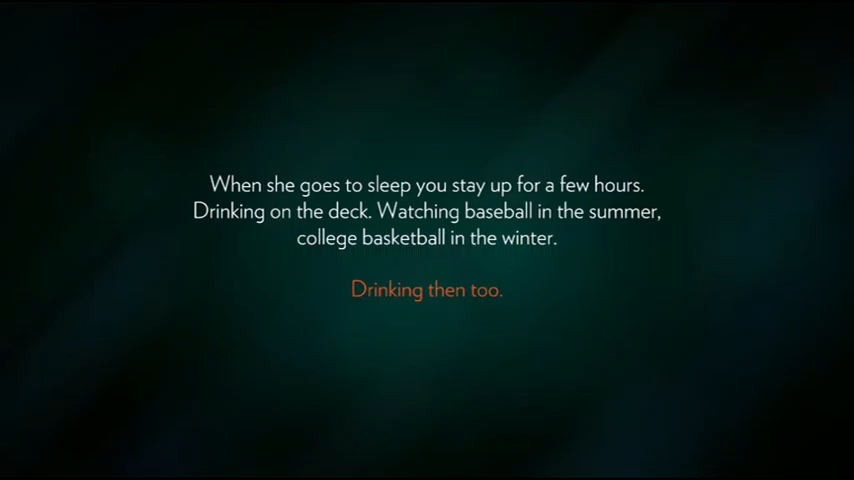 When she goes to sleep you stay up for a few hours.
Drinking on the deck. Watching baseball in the summer,
college basketball in the winter.
Drinking then too.